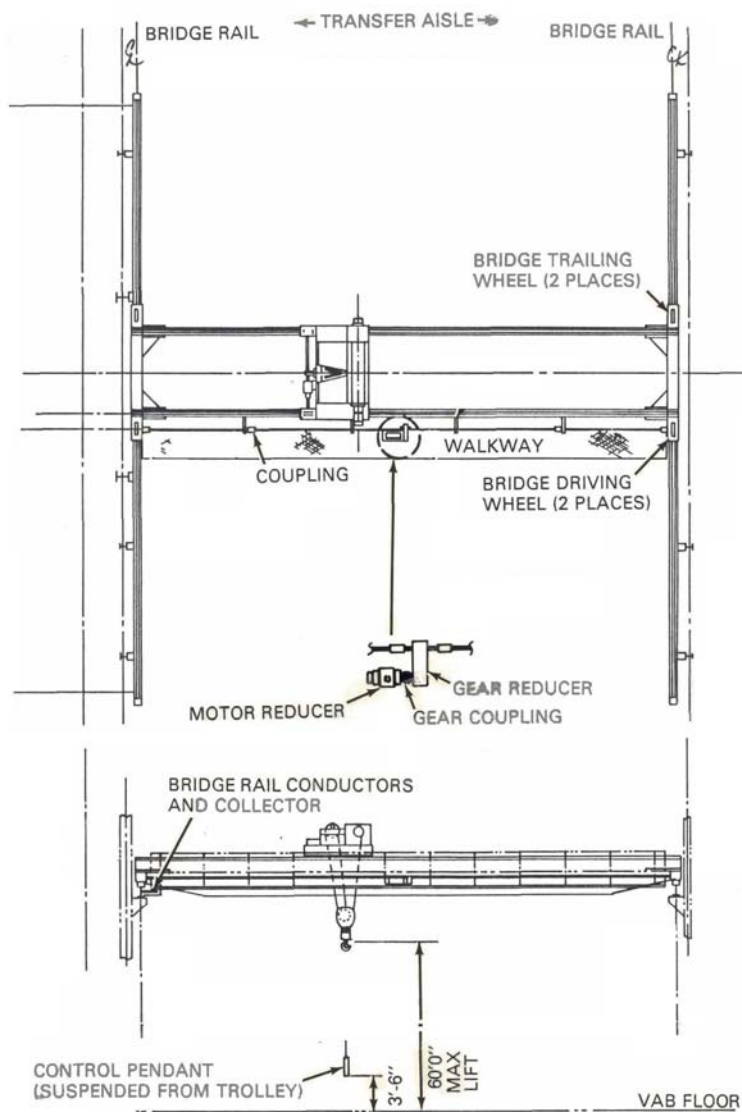 BRIDGE RAIL
TRANSFER AISLE
BRIDGE RAIL
BRIDGE TRAILING
WHEEL (2 PLACES)
WALKWAY
COUPLING
BRIDGE DRIVING
WHEEL (2 PLACES)
GEAR REDUCER
MOTOR REDUCER
GEAR COUPLING
BRIDGE RAIL CONDUCTORS
AND COLLECTOR
CONTROL PENDANT
(SUSPENDED FROM TROLLEY)
3'-6"
60'0"
MAX
LIFT
VAB FLOOR